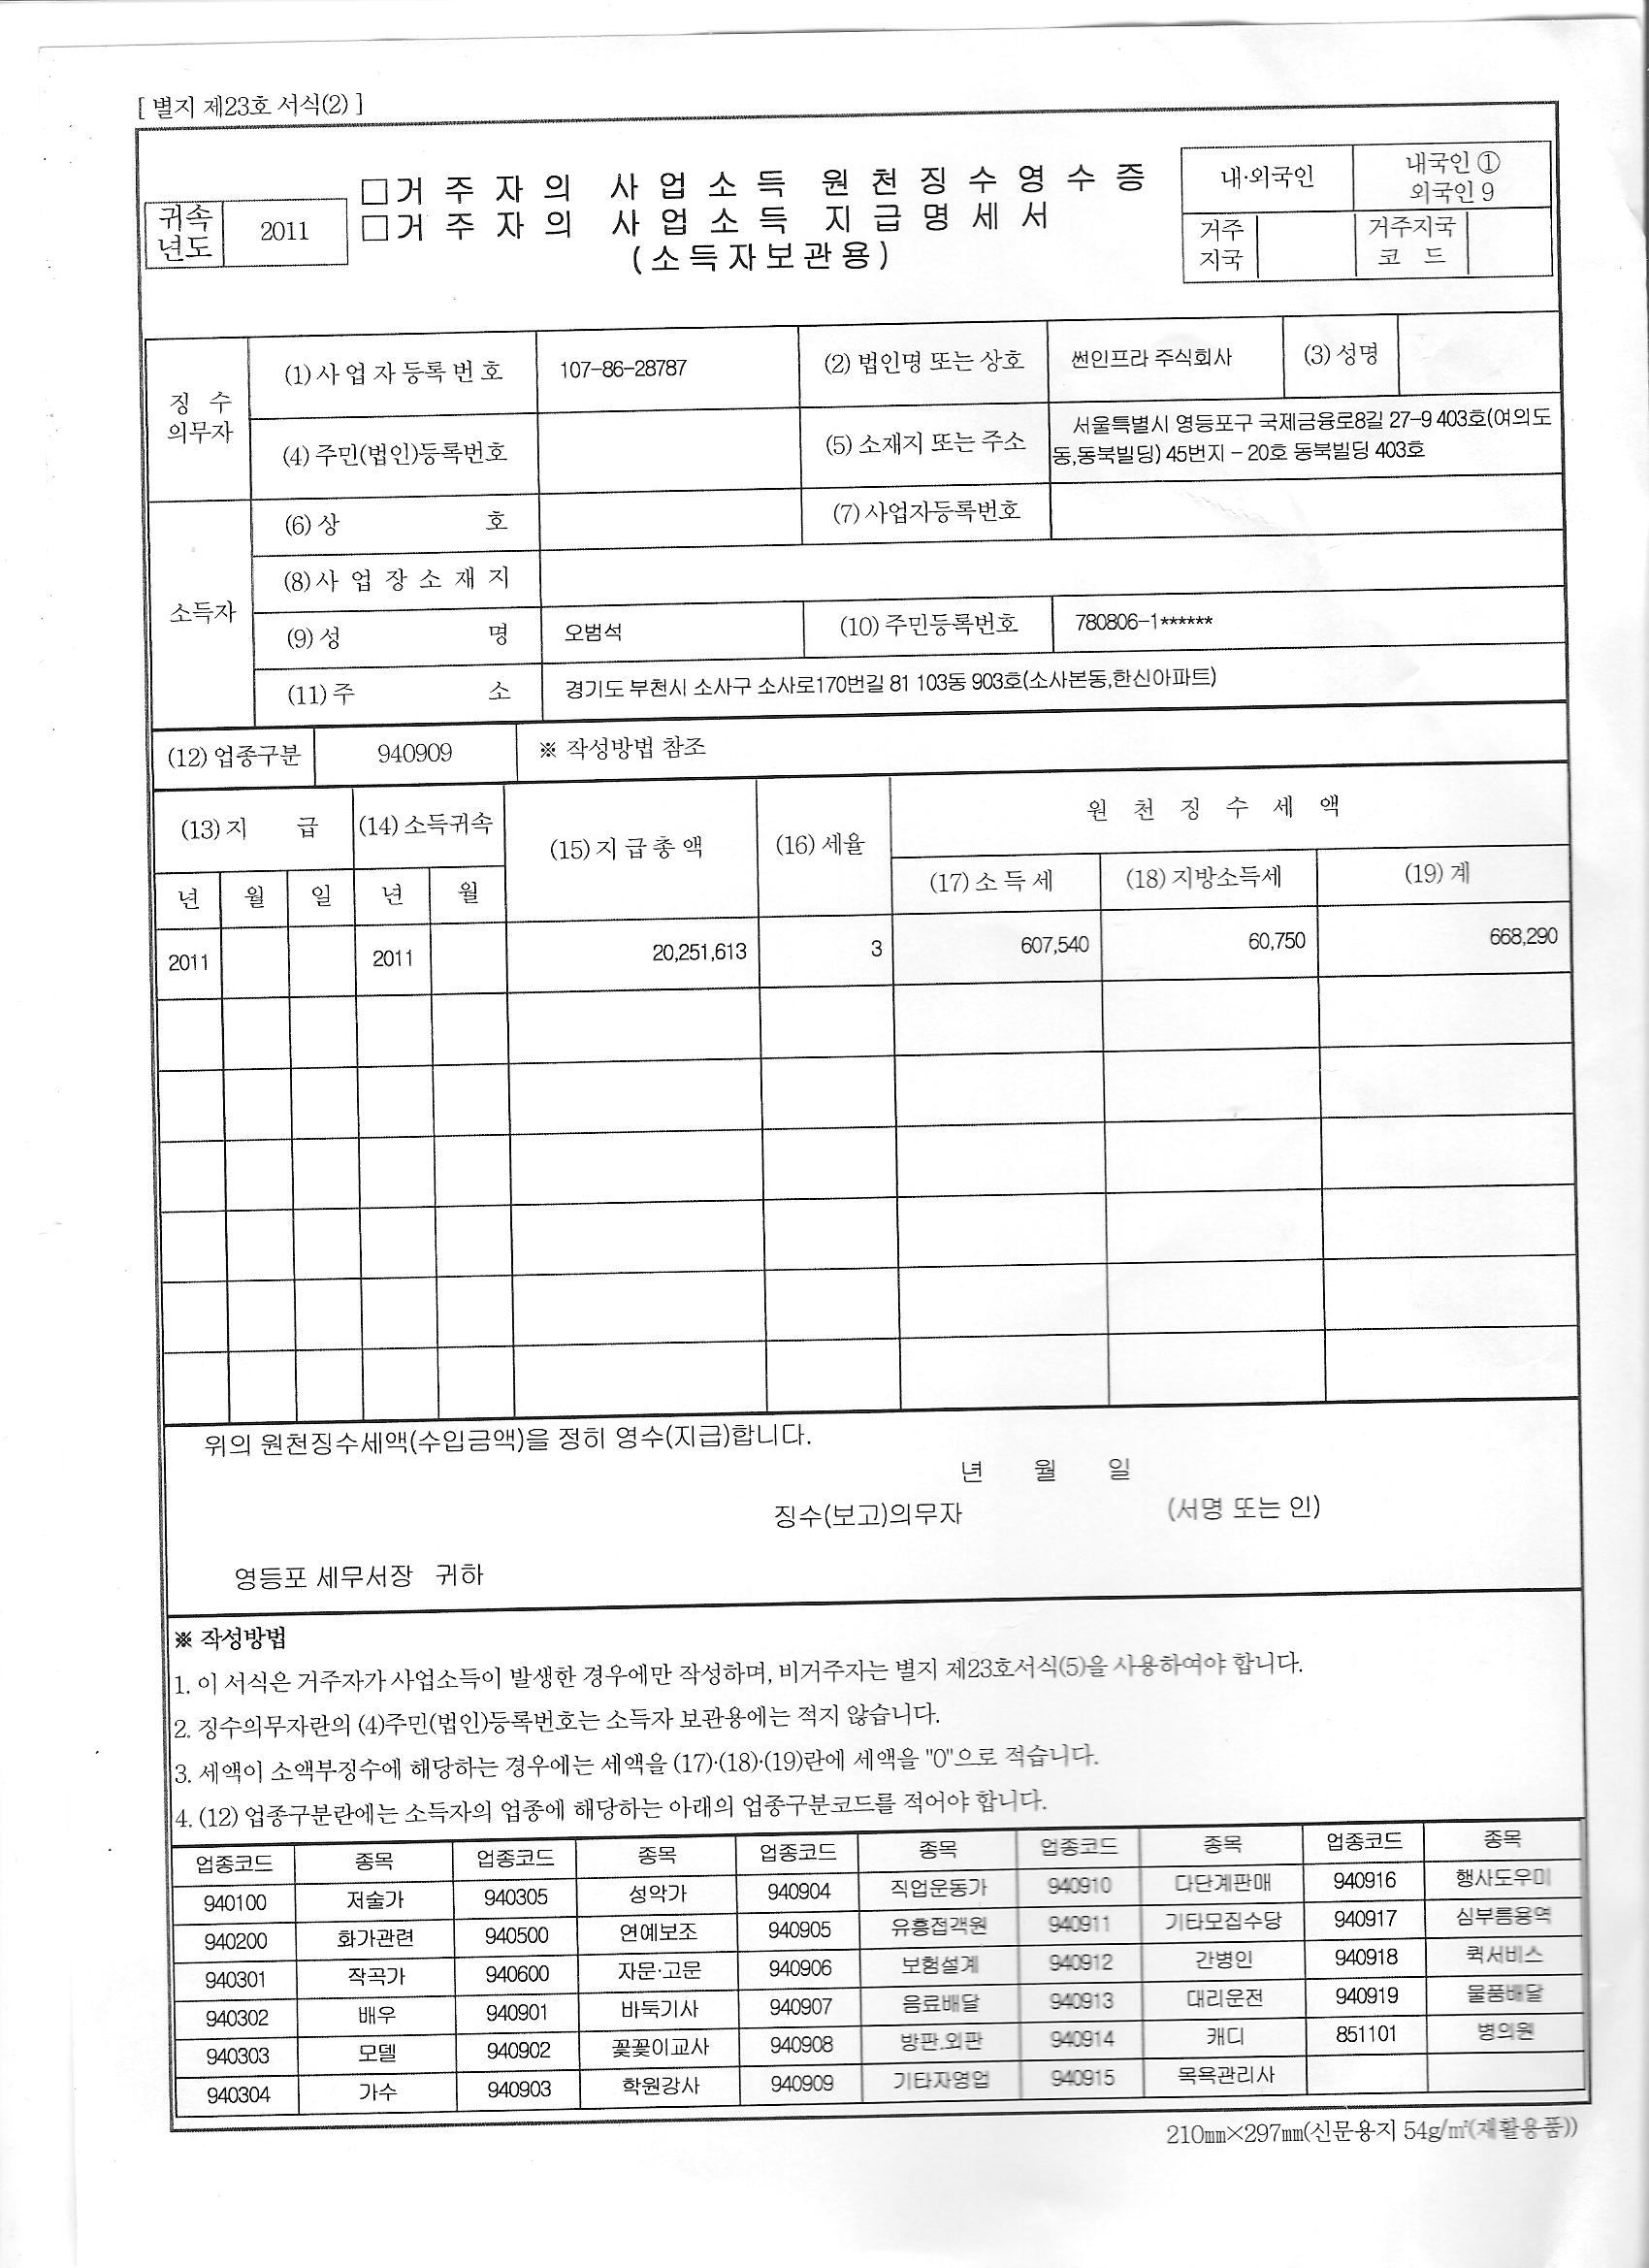 [ 별지 제23호 서식(2) ]
귀속년도 2011
□거주자의 사업소득 원천징수영수증
□거주자의 사업소득 지급명세서
(소득자보관용)
내·외국인 내국인 ① 외국인 9
거주지국 거주지국코드
징수의무자
(1)사업자등록번호 107-86-28787 (2)법인명 또는 상호 썬인프라 주식회사 (3)성명
(4)주민(법인)등록번호 (5)소재지 또는 주소 서울특별시 영등포구 국제금융로8길 27-9 403호(여의도
동,동북빌딩) 45번지 - 20호 동북빌딩 403호
소득자
(6)상 호 (7)사업자등록번호
(8)사업장소재지
(9)성 명 오범석 (10)주민등록번호 780806-1******
(11)주 소 경기도 부천시 소사구 소사로170번길 81 103동 903호(소사본동,한신아파트)
(12)업종구분 940909 ※ 작성방법 참조
(13)지 급 (14)소득귀속 (15)지급총액 (16)세율 원천징수세액
년 월 일 년 월 (17)소득세 (18)지방소득세 (19)계
2011 2011 20,251,613 3 607,540 60,750 668,290
위의 원천징수세액(수입금액)을 정히 영수(지급)합니다.
년 월 일
징수(보고)의무자 (서명 또는 인)
영등포 세무서장 귀하
※ 작성방법
1. 이 서식은 거주자가 사업소득이 발생한 경우에만 작성하며, 비거주자는 별지 제23호서식(5)을 사용하여야 합니다.
2. 징수의무자란의 (4)주민(법인)등록번호는 소득자 보관용에는 적지 않습니다.
3. 세액이 소액부징수에 해당하는 경우에는 세액을 (17)·(18)·(19)란에 세액을 "0"으로 적습니다.
4. (12) 업종구분란에는 소득자의 업종에 해당하는 아래의 업종구분코드를 적어야 합니다.
업종코드 종목 업종코드 종목 업종코드 종목 업종코드 종목 업종코드 종목
940100 저술가 940305 성악가 940904 직업운동가 940910 다단계판매 940916 행사도우미
940200 화가관련 940500 연예보조 940905 유흥접객원 940911 기타모집수당 940917 심부름용역
940301 작곡가 940600 자문·고문 940906 보험설계 940912 간병인 940918 퀵서비스
940302 배우 940901 바둑기사 940907 음료배달 940913 대리운전 940919 물품배달
940303 모델 940902 꽃꽂이교사 940908 방판.외판 940914 캐디 851101 병의원
940304 가수 940903 학원강사 940909 기타자영업 940915 목욕관리사
210㎜×297㎜(신문용지 54g/㎡(재활용품))